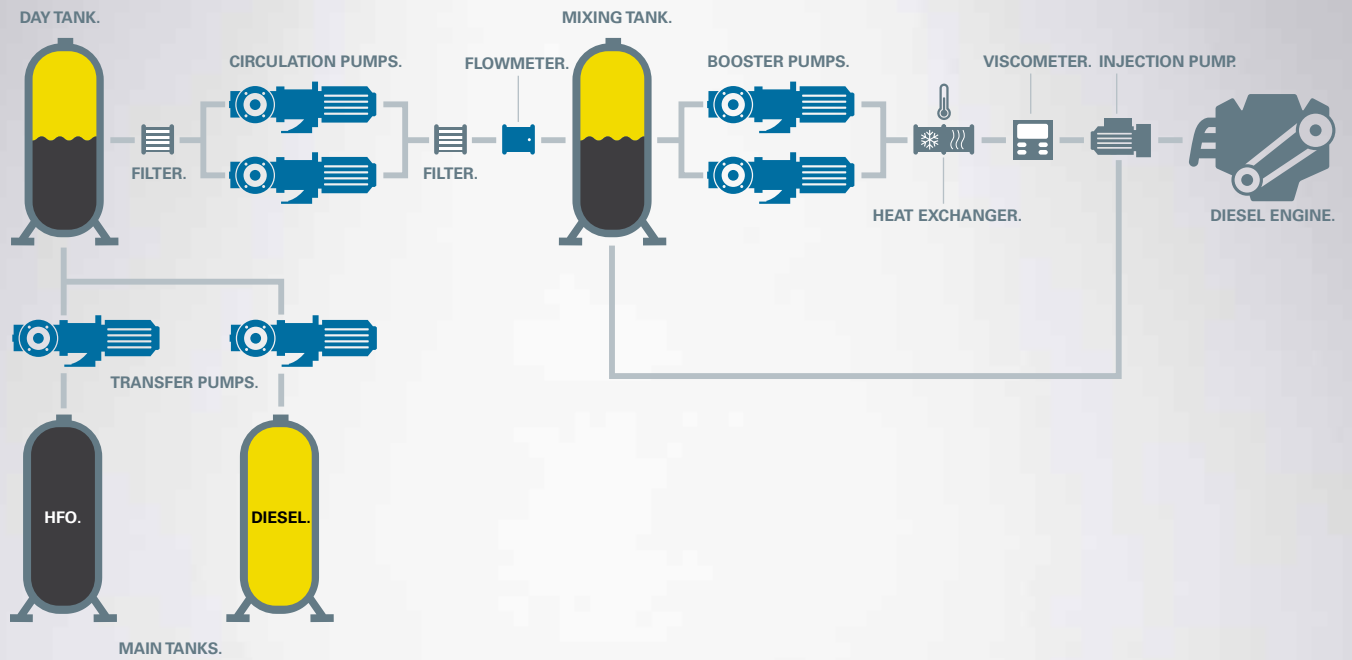 DAY TANK.
MIXING TANK.
CIRCULATION PUMPS.
FLOWMETER.
BOOSTER PUMPS.
VISCOMETER.
INJECTION PUMP.
FILTER.
FILTER.
HEAT EXCHANGER.
DIESEL ENGINE.
TRANSFER PUMPS.
HFO.
DIESEL.
MAIN TANKS.